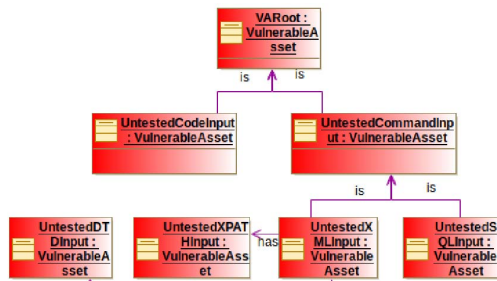 VARoot :
VulnerableA
sset
is
is
UntestedCodeInput
: VulnerableAsset
UntestedCommandInp
ut : VulnerableAsset
is
is
UntestedDT
DInput :
VulnerableA
sset
UntestedXPAT
HInput :
VulnerableAss
et
has
UntestedX
MLInput :
Vulnerable
Asset
UntestedS
QLInput :
Vulnerable
Asset